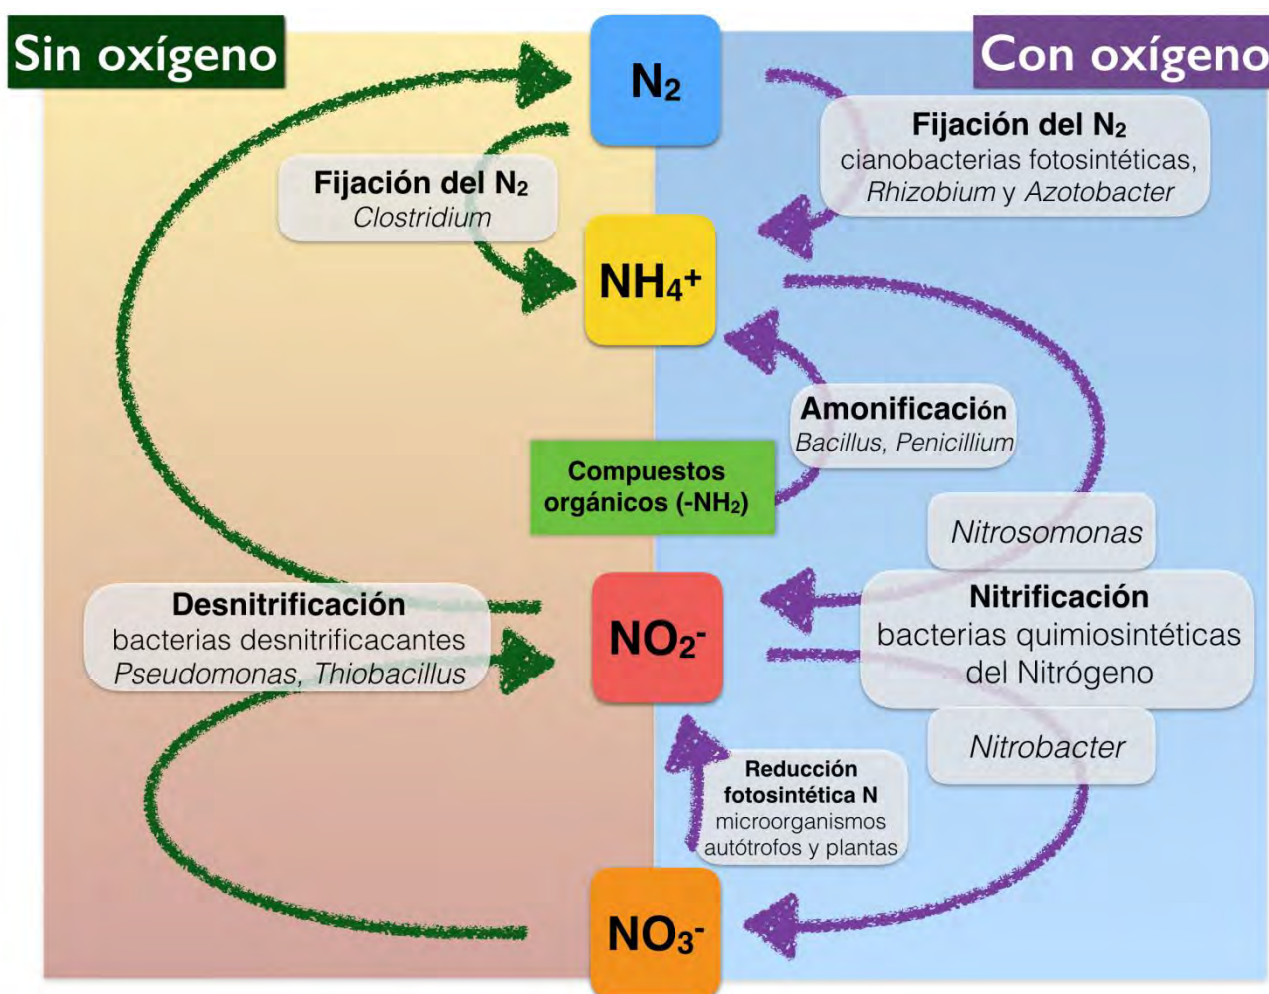 Sin oxígeno
Con oxígeno
N₂
Fijación del N₂
cianobacterias fotosintéticas,
Rhizobium y Azotobacter
Fijación del N₂
Clostridium
NH₄⁺
Amonificación
Bacillus, Penicillium
Compuestos
orgánicos (-NH₂)
Nitrosomonas
Desnitrificación
bacterias desnitrificacantes
Pseudomonas, Thiobacillus
NO₂⁻
Nitrificación
bacterias quimiosintéticas
del Nitrógeno
Nitrobacter
Reducción
fotosintética N
microorganismos
autótrofos y plantas
NO₃⁻